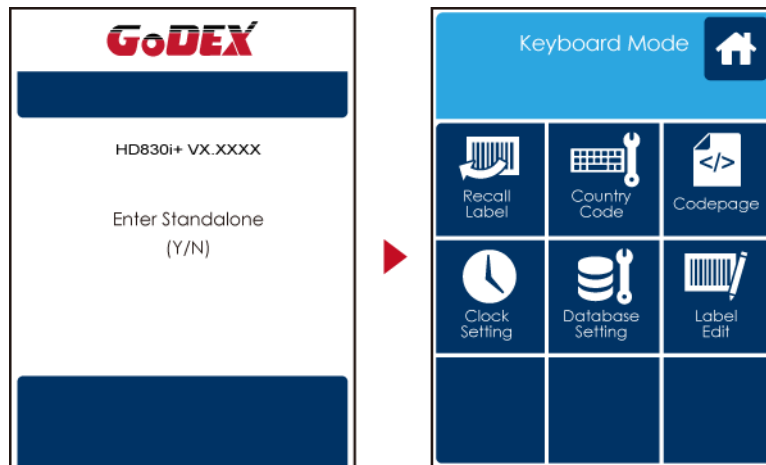 GODEX
HD830i+ VX.XXXX
Enter Standalone
(Y/N)
Keyboard Mode
Recall
Label
Country
Code
</>
Codepage
Clock
Setting
Database
Setting
Label
Edit